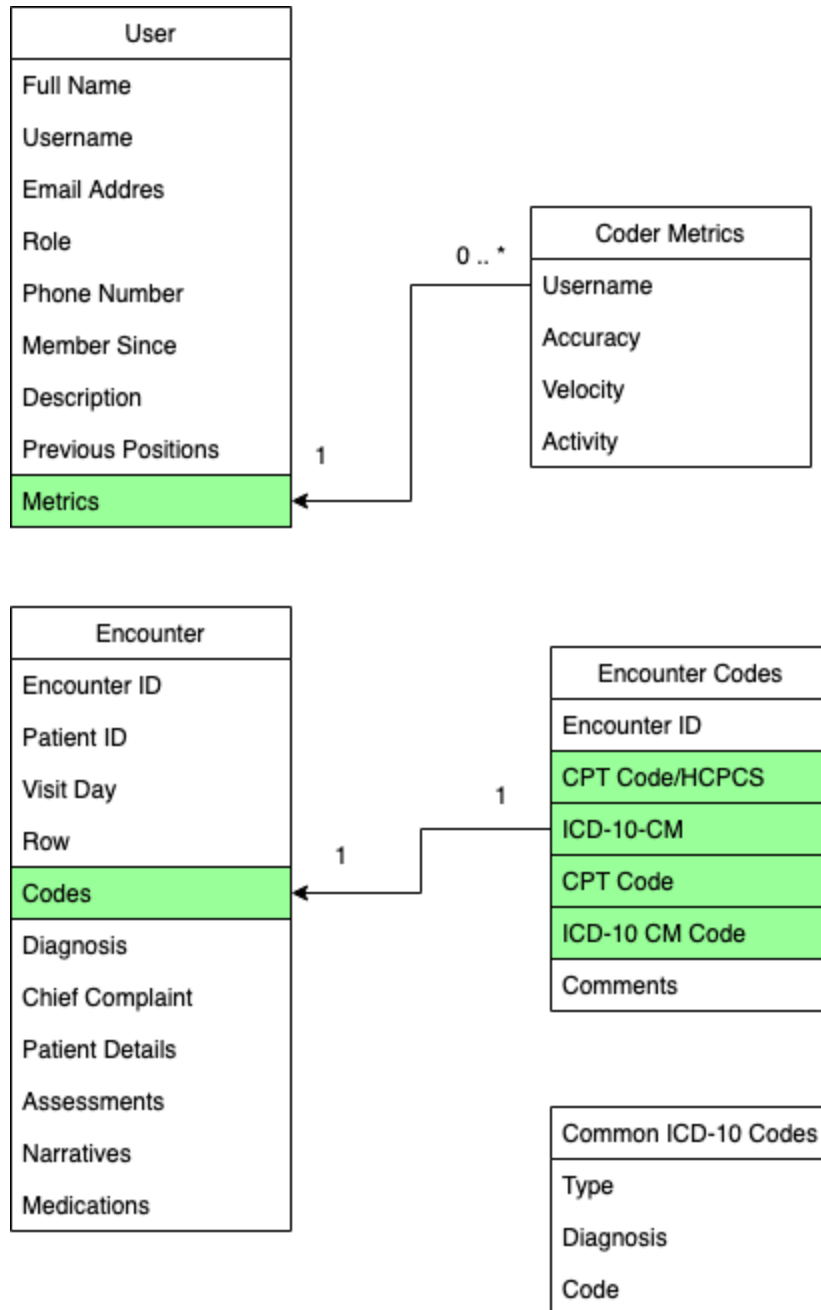 User
Full Name
Username
Email Addres
Role
Phone Number
Member Since
Description
Previous Positions
Metrics
1
0 .. *
Coder Metrics
Username
Accuracy
Velocity
Activity
Encounter
Encounter ID
Patient ID
Visit Day
Row
Codes
Diagnosis
Chief Complaint
Patient Details
Assessments
Narratives
Medications
1
1
Encounter Codes
Encounter ID
CPT Code/HCPCS
ICD-10-CM
CPT Code
ICD-10 CM Code
Comments
Common ICD-10 Codes
Type
Diagnosis
Code